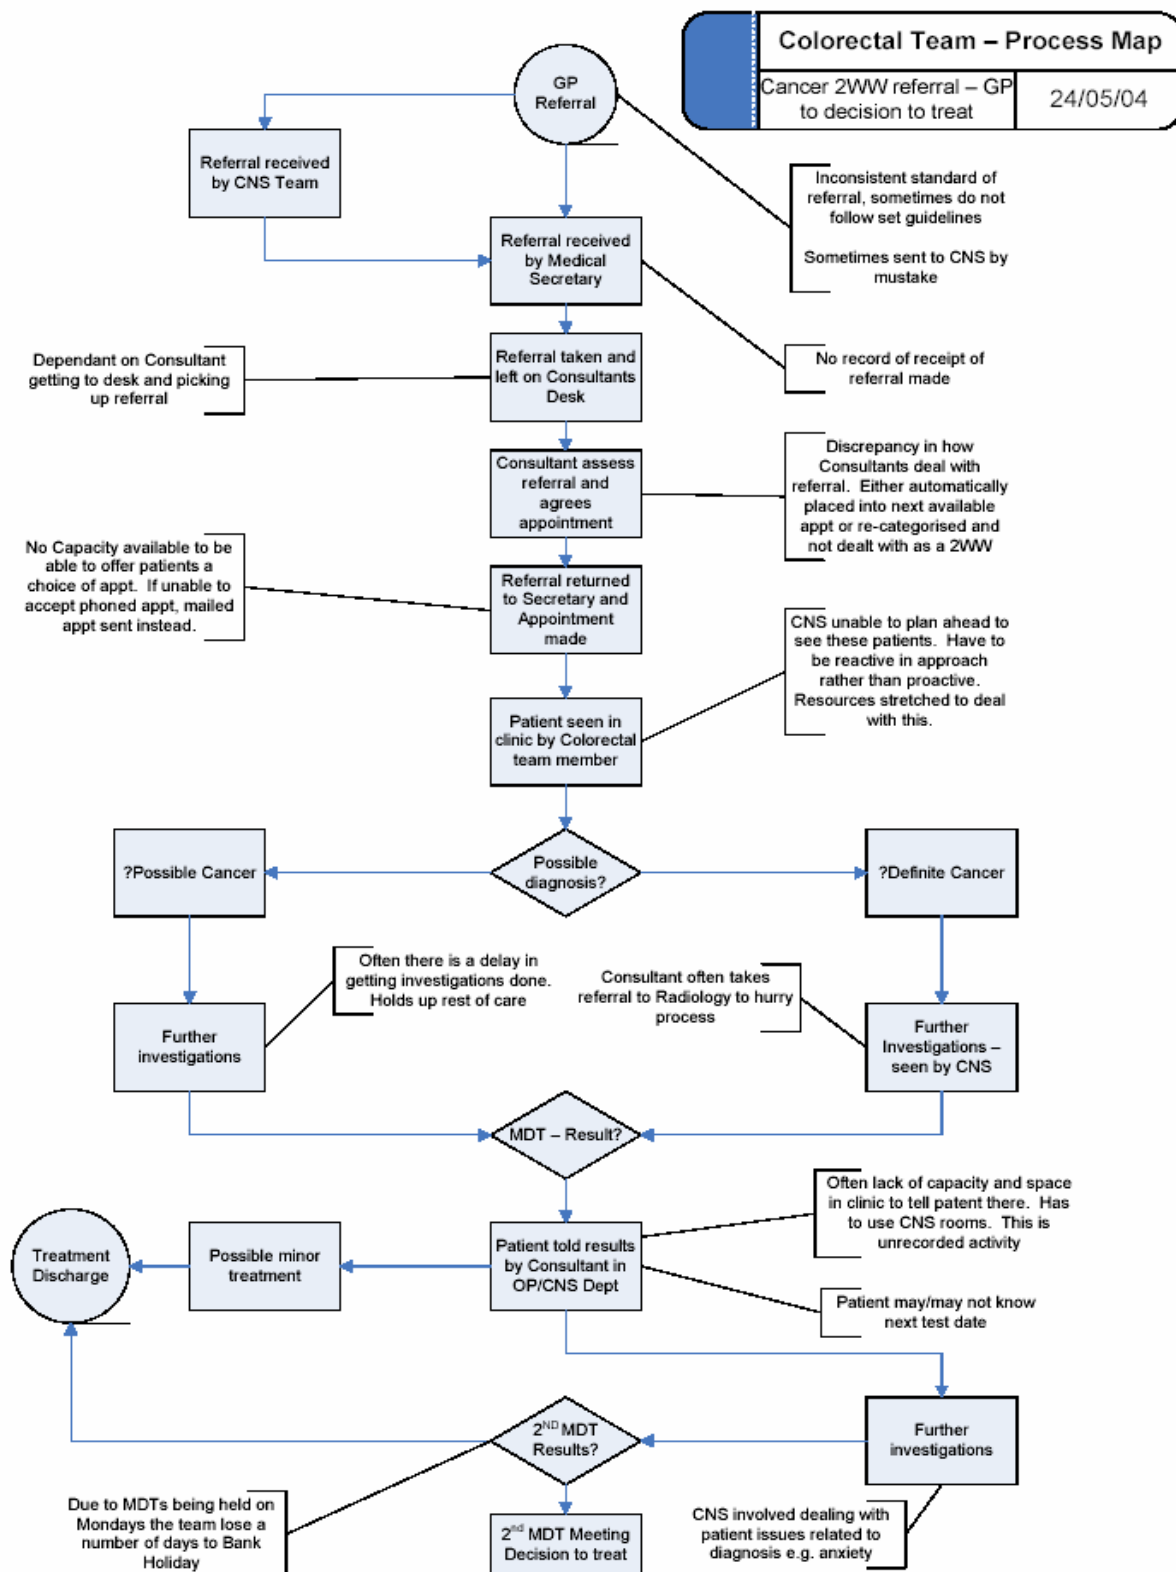 Colorectal Team – Process Map
Cancer 2WW referral – GP
to decision to treat
24/05/04
GP
Referral
Referral received
by CNS Team
Inconsistent standard of
referral, sometimes do not
follow set guidelines
Sometimes sent to CNS by
mustake
Referral received
by Medical
Secretary
Dependant on Consultant
getting to desk and picking
up referral
Referral taken and
left on Consultants
Desk
No record of receipt of
referral made
Consultant assess
referral and
agrees
appointment
Discrepancy in how
Consultants deal with
referral. Either automatically
placed into next available
appt or re-categorised and
not dealt with as a 2WW
No Capacity available to be
able to offer patients a
choice of appt. If unable to
accept phoned appt, mailed
appt sent instead.
Referral returned
to Secretary and
Appointment
made
CNS unable to plan ahead to
see these patients. Have to
be reactive in approach
rather than proactive.
Resources stretched to deal
with this.
Patient seen in
clinic by Colorectal
team member
?Possible Cancer
Possible
diagnosis?
?Definite Cancer
Often there is a delay in
getting investigations done.
Holds up rest of care
Consultant often takes
referral to Radiology to hurry
process
Further
investigations
Further
Investigations –
seen by CNS
MDT – Result?
Often lack of capacity and space
in clinic to tell patent there. Has
to use CNS rooms. This is
unrecorded activity
Treatment
Discharge
Possible minor
treatment
Patient told results
by Consultant in
OP/CNS Dept
Patient may/may not know
next test date
2ND MDT
Results?
Further
investigations
Due to MDTs being held on
Mondays the team lose a
number of days to Bank
Holiday
2nd MDT Meeting
Decision to treat
CNS involved dealing with
patient issues related to
diagnosis e.g. anxiety